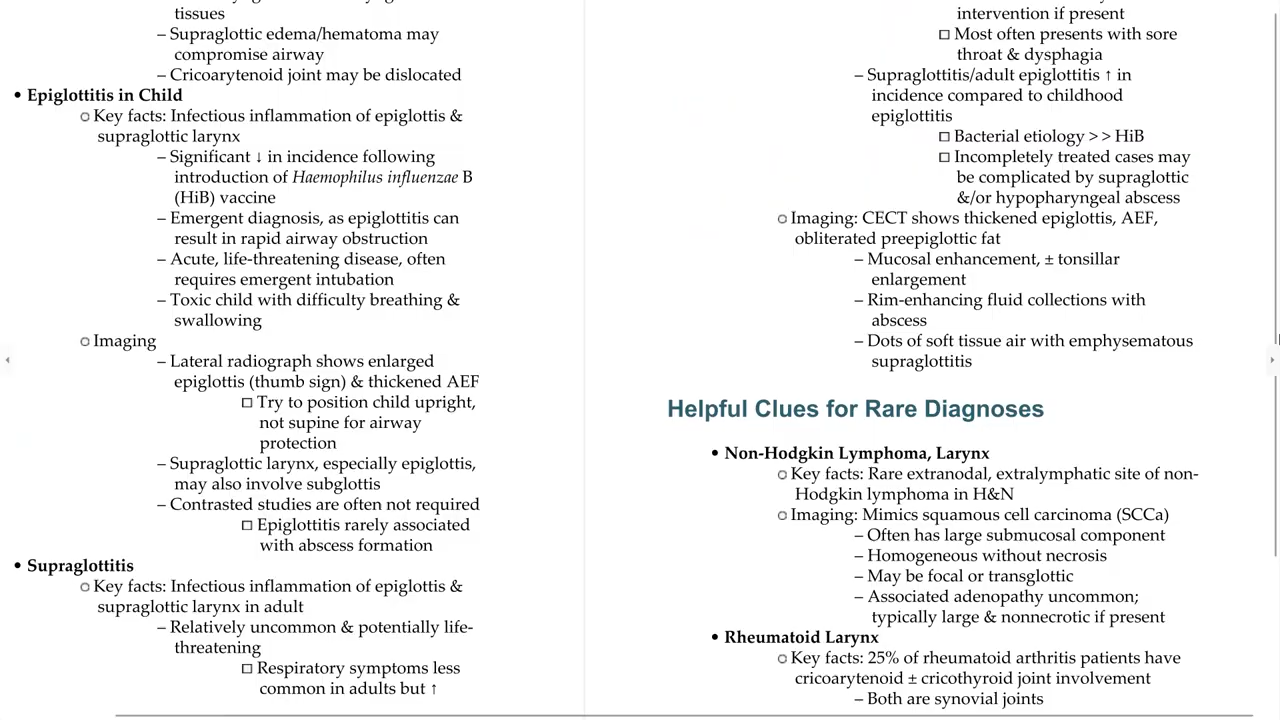 tissues
– Supraglottic edema/hematoma may
compromise airway
– Cricoarytenoid joint may be dislocated
• Epiglottitis in Child
○ Key facts: Infectious inflammation of epiglottis &
supraglottic larynx
– Significant ↓ in incidence following
introduction of Haemophilus influenzae B
(HiB) vaccine
– Emergent diagnosis, as epiglottitis can
result in rapid airway obstruction
– Acute, life-threatening disease, often
requires emergent intubation
– Toxic child with difficulty breathing &
swallowing
○ Imaging
– Lateral radiograph shows enlarged
epiglottis (thumb sign) & thickened AEF
□ Try to position child upright,
not supine for airway
protection
– Supraglottic larynx, especially epiglottis,
may also involve subglottis
– Contrasted studies are often not required
□ Epiglottitis rarely associated
with abscess formation
• Supraglottitis
○ Key facts: Infectious inflammation of epiglottis &
supraglottic larynx in adult
– Relatively uncommon & potentially life-
threatening
□ Respiratory symptoms less
common in adults but ↑
intervention if present
□ Most often presents with sore
throat & dysphagia
– Supraglottitis/adult epiglottitis ↑ in
incidence compared to childhood
epiglottitis
□ Bacterial etiology >> HiB
□ Incompletely treated cases may
be complicated by supraglottic
&/or hypopharyngeal abscess
○ Imaging: CECT shows thickened epiglottis, AEF,
obliterated preepiglottic fat
– Mucosal enhancement, ± tonsillar
enlargement
– Rim-enhancing fluid collections with
abscess
– Dots of soft tissue air with emphysematous
supraglottitis
Helpful Clues for Rare Diagnoses
• Non-Hodgkin Lymphoma, Larynx
○ Key facts: Rare extranodal, extralymphatic site of non-
Hodgkin lymphoma in H&N
○ Imaging: Mimics squamous cell carcinoma (SCCa)
– Often has large submucosal component
– Homogeneous without necrosis
– May be focal or transglottic
– Associated adenopathy uncommon;
typically large & nonnecrotic if present
• Rheumatoid Larynx
○ Key facts: 25% of rheumatoid arthritis patients have
cricoarytenoid ± cricothyroid joint involvement
– Both are synovial joints